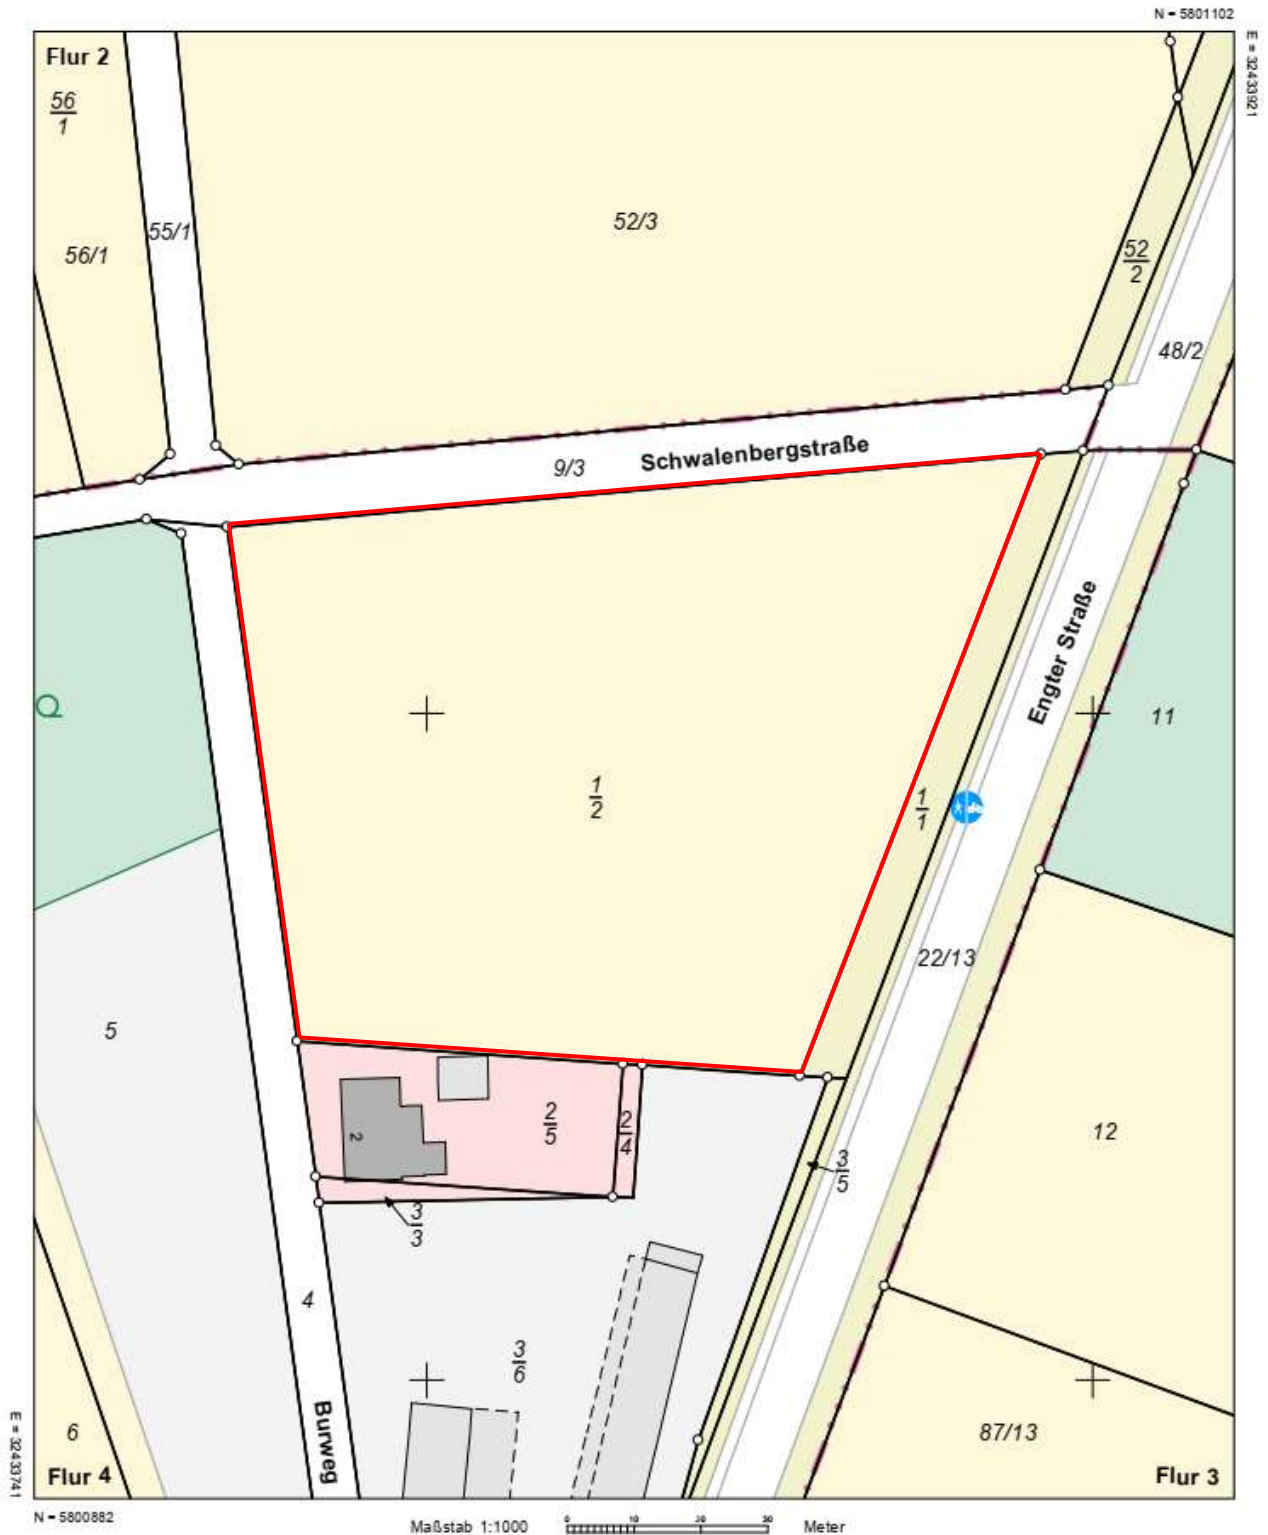 N = 5801102
E = 32433921
Flur 2
56
1
55/1
52/3
56/1
52
2
48/2
Schwalenbergstraße
9/3
Engter Straße
11
1
2
1
1
22/13
5
2
5
2
4
12
2
3
5
3
3
4
3
6
Burweg
6
87/13
Flur 4
Flur 3
E = 32433741
N = 5800882
Maßstab 1:1000
0 10 20 30
Meter